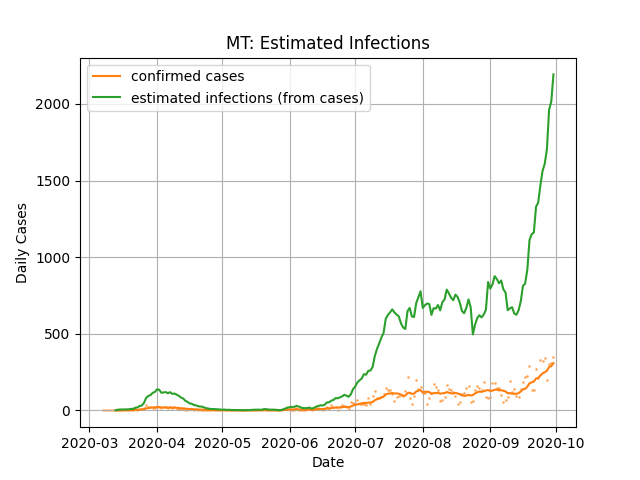 MT: Estimated Infections
confirmed cases
estimated infections (from cases)
2000
1500
1000
500
0
Daily Cases
2020-03 2020-04 2020-05 2020-06 2020-07 2020-08 2020-09 2020-10
Date